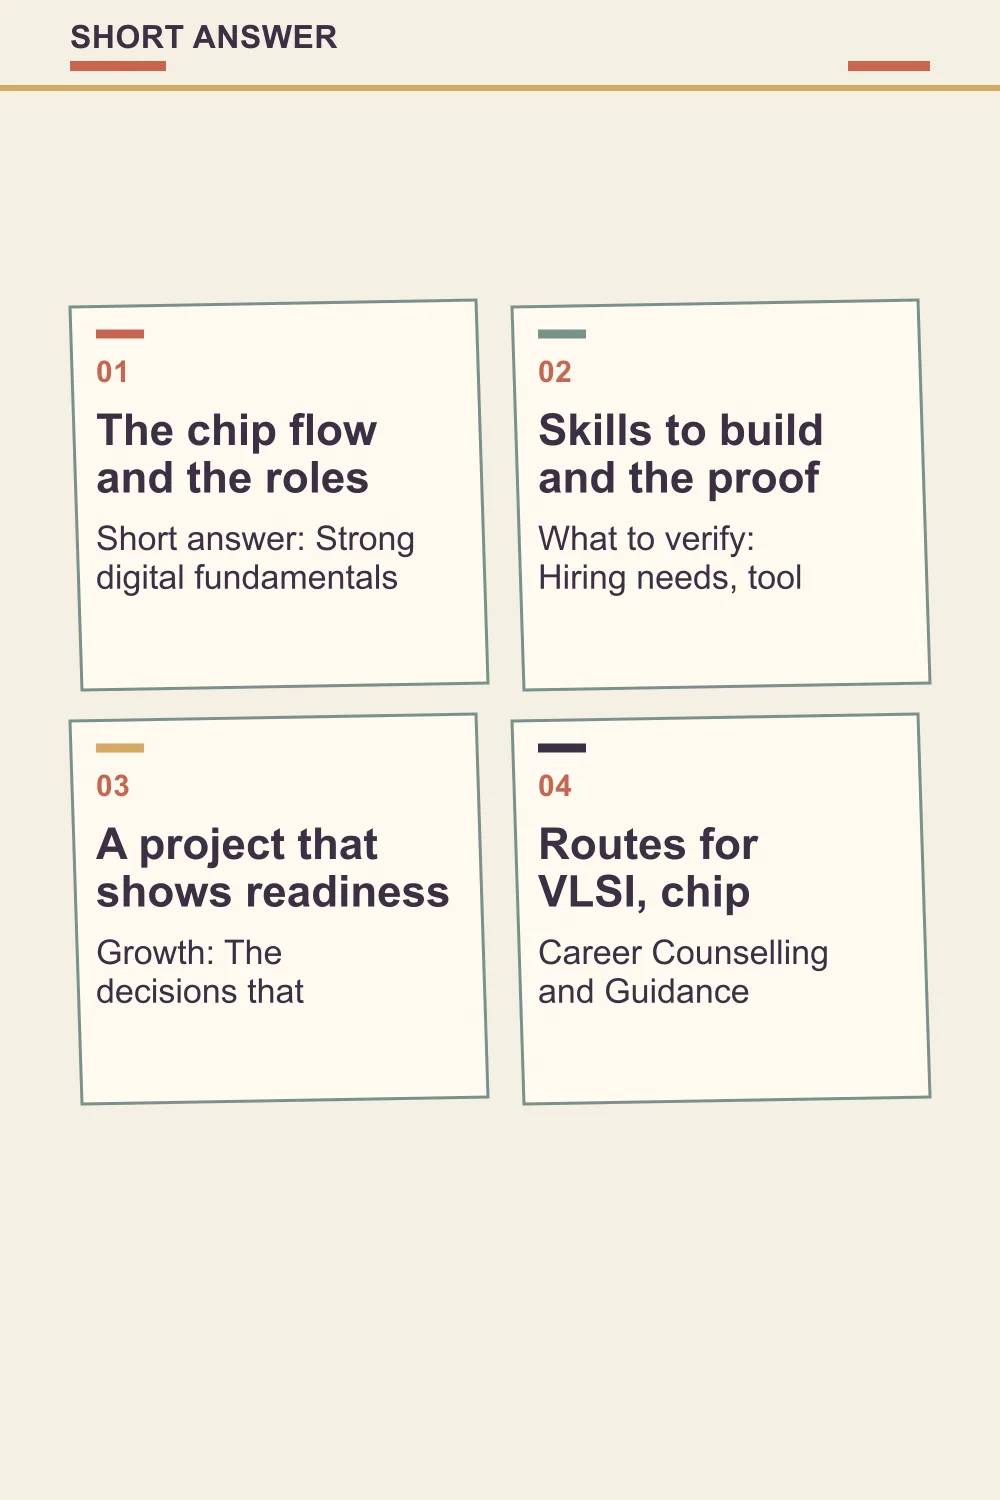 SHORT ANSWER
01
The chip flow
and the roles
Short answer: Strong
digital fundamentals
02
Skills to build
and the proof
What to verify:
Hiring needs, tool
03
A project that
shows readiness
Growth: The
decisions that
04
Routes for
VLSI, chip
Career Counselling
and Guidance